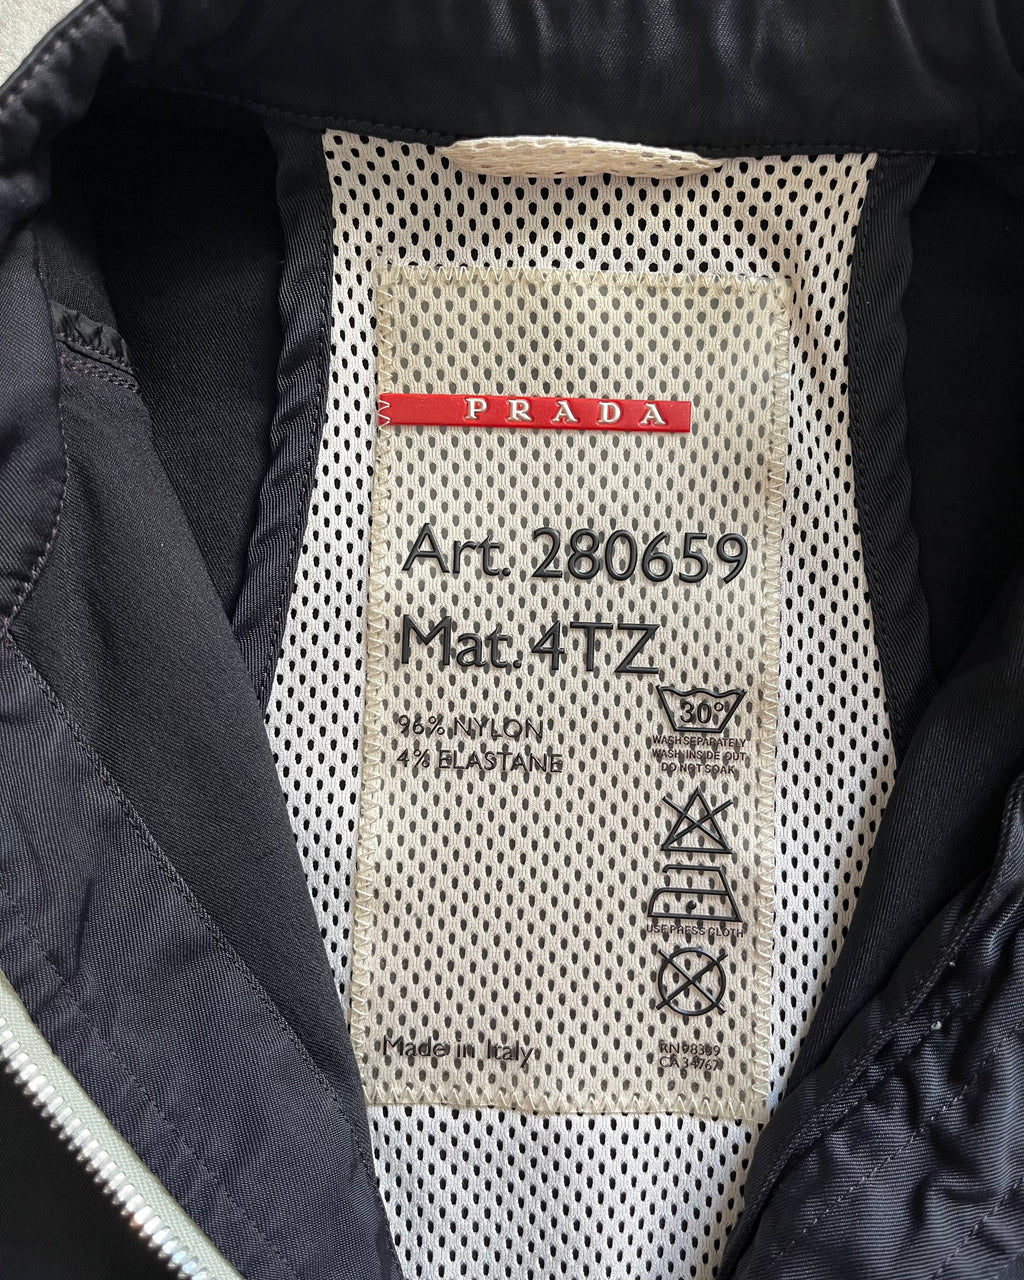 PRADA
Art. 280659
Mat. 4TZ
30°
WASH SEPARATELY
WASH INSIDE OUT
DO NOT SOAK
96% NYLON
4% ELASTANE
USE PRESS CLOTH
Made in Italy
RN 98309
CA 34767